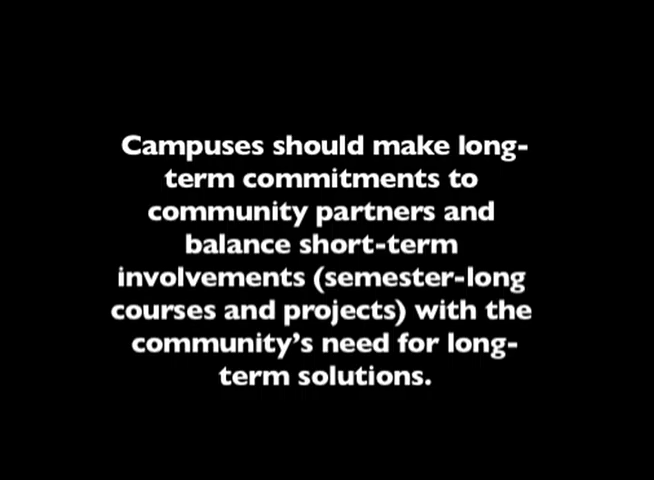 Campuses should make long-
term commitments to
community partners and
balance short-term
involvements (semester-long
courses and projects) with the
community’s need for long-
term solutions.